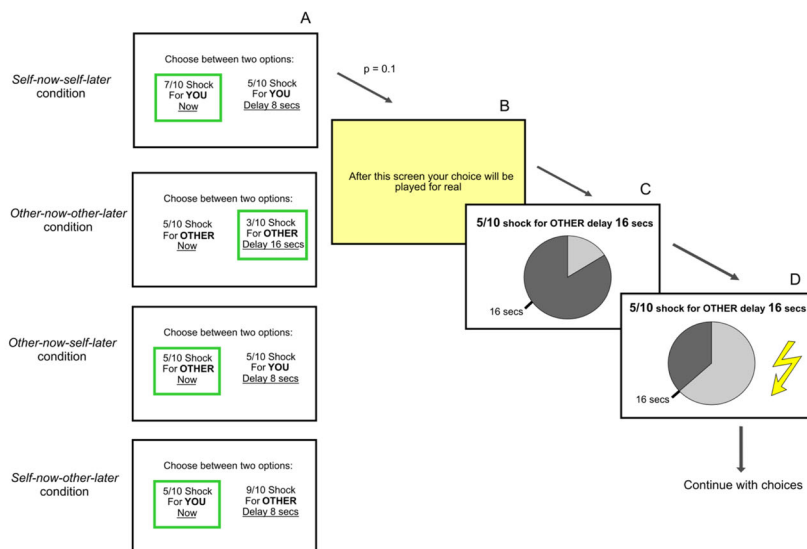 A
Self-now-self-later
condition
Choose between two options:
7/10 Shock
For YOU
Now
5/10 Shock
For YOU
Delay 8 secs
p = 0.1
B
After this screen your choice will be
played for real
Other-now-other-later
condition
Choose between two options:
5/10 Shock
For OTHER
Now
3/10 Shock
For OTHER
Delay 16 secs
C
5/10 shock for OTHER delay 16 secs
16 secs
D
5/10 shock for OTHER delay 16 secs
16 secs
Continue with choices
Other-now-self-later
condition
Choose between two options:
5/10 Shock
For OTHER
Now
5/10 Shock
For YOU
Delay 8 secs
Self-now-other-later
condition
Choose between two options:
5/10 Shock
For YOU
Now
9/10 Shock
For OTHER
Delay 8 secs